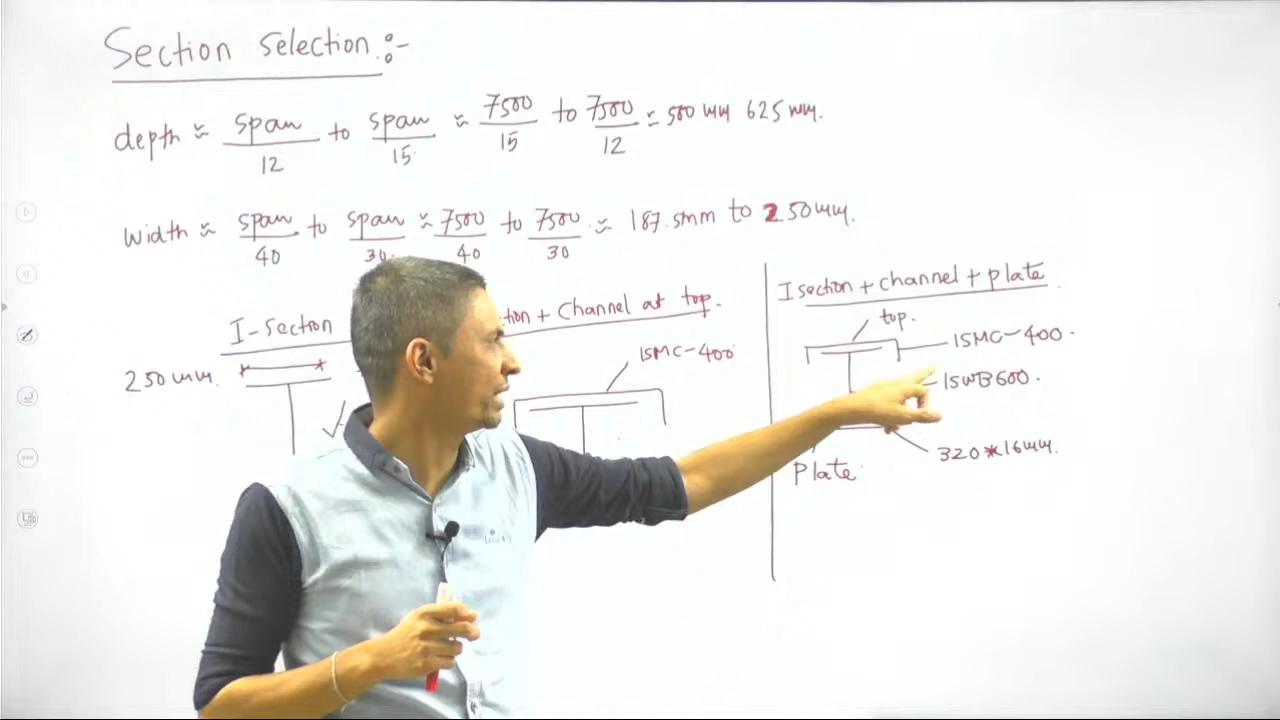 Section Selection :-
depth ≈ span/12 to span/15 ≈ 7500/15 to 7500/12 ≈ 500 mm 625 mm.
width ≈ span/40 to span/30 ≈ 7500/40 to 7500/30 ≈ 187.5mm to 250mm.
I-section
+ Channel at top.
250 mm.
ISMC-400
I section + channel + plate
top.
ISMC-400.
ISWB600.
320*16mm.
Plate